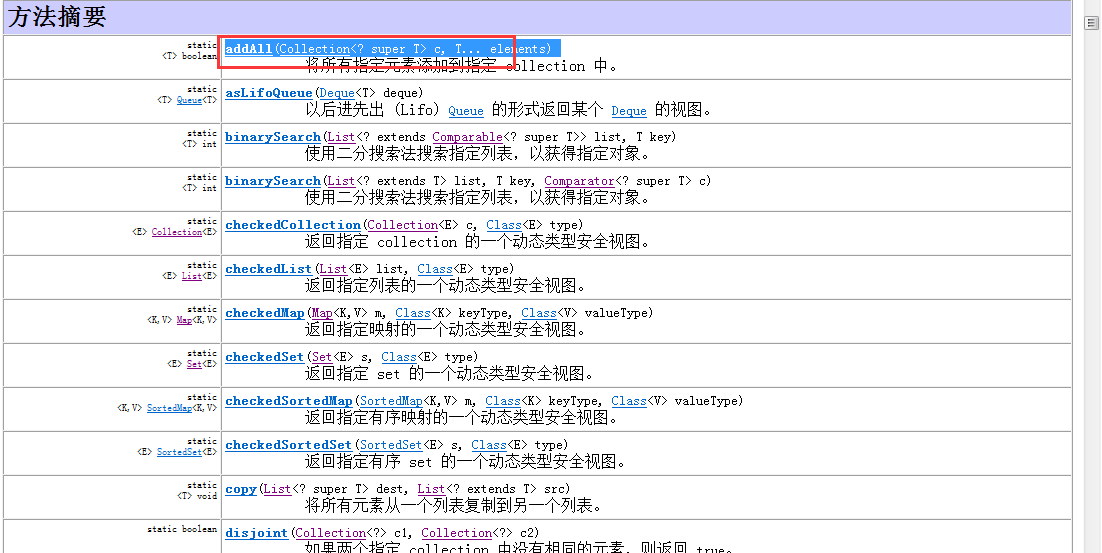 方法摘要
static
<T> boolean
addAll(Collection<? super T> c, T... elements)
将所有指定元素添加到指定 collection 中。
static
<T> Queue<T>
asLifoQueue(Deque<T> deque)
以后进先出 (Lifo) Queue 的形式返回某个 Deque 的视图。
static
<T> int
binarySearch(List<? extends Comparable<? super T>> list, T key)
使用二分搜索法搜索指定列表，以获得指定对象。
static
<T> int
binarySearch(List<? extends T> list, T key, Comparator<? super T> c)
使用二分搜索法搜索指定列表，以获得指定对象。
static
<E> Collection<E>
checkedCollection(Collection<E> c, Class<E> type)
返回指定 collection 的一个动态类型安全视图。
static
<E> List<E>
checkedList(List<E> list, Class<E> type)
返回指定列表的一个动态类型安全视图。
static
<K,V> Map<K,V>
checkedMap(Map<K,V> m, Class<K> keyType, Class<V> valueType)
返回指定映射的一个动态类型安全视图。
static
<E> Set<E>
checkedSet(Set<E> s, Class<E> type)
返回指定 set 的一个动态类型安全视图。
static
<K,V> SortedMap<K,V>
checkedSortedMap(SortedMap<K,V> m, Class<K> keyType, Class<V> valueType)
返回指定有序映射的一个动态类型安全视图。
static
<E> SortedSet<E>
checkedSortedSet(SortedSet<E> s, Class<E> type)
返回指定有序 set 的一个动态类型安全视图。
static
<T> void
copy(List<? super T> dest, List<? extends T> src)
将所有元素从一个列表复制到另一个列表。
static boolean
disjoint(Collection<?> c1, Collection<?> c2)
如果两个指定 collection 中没有相同的元素，则返回 true。